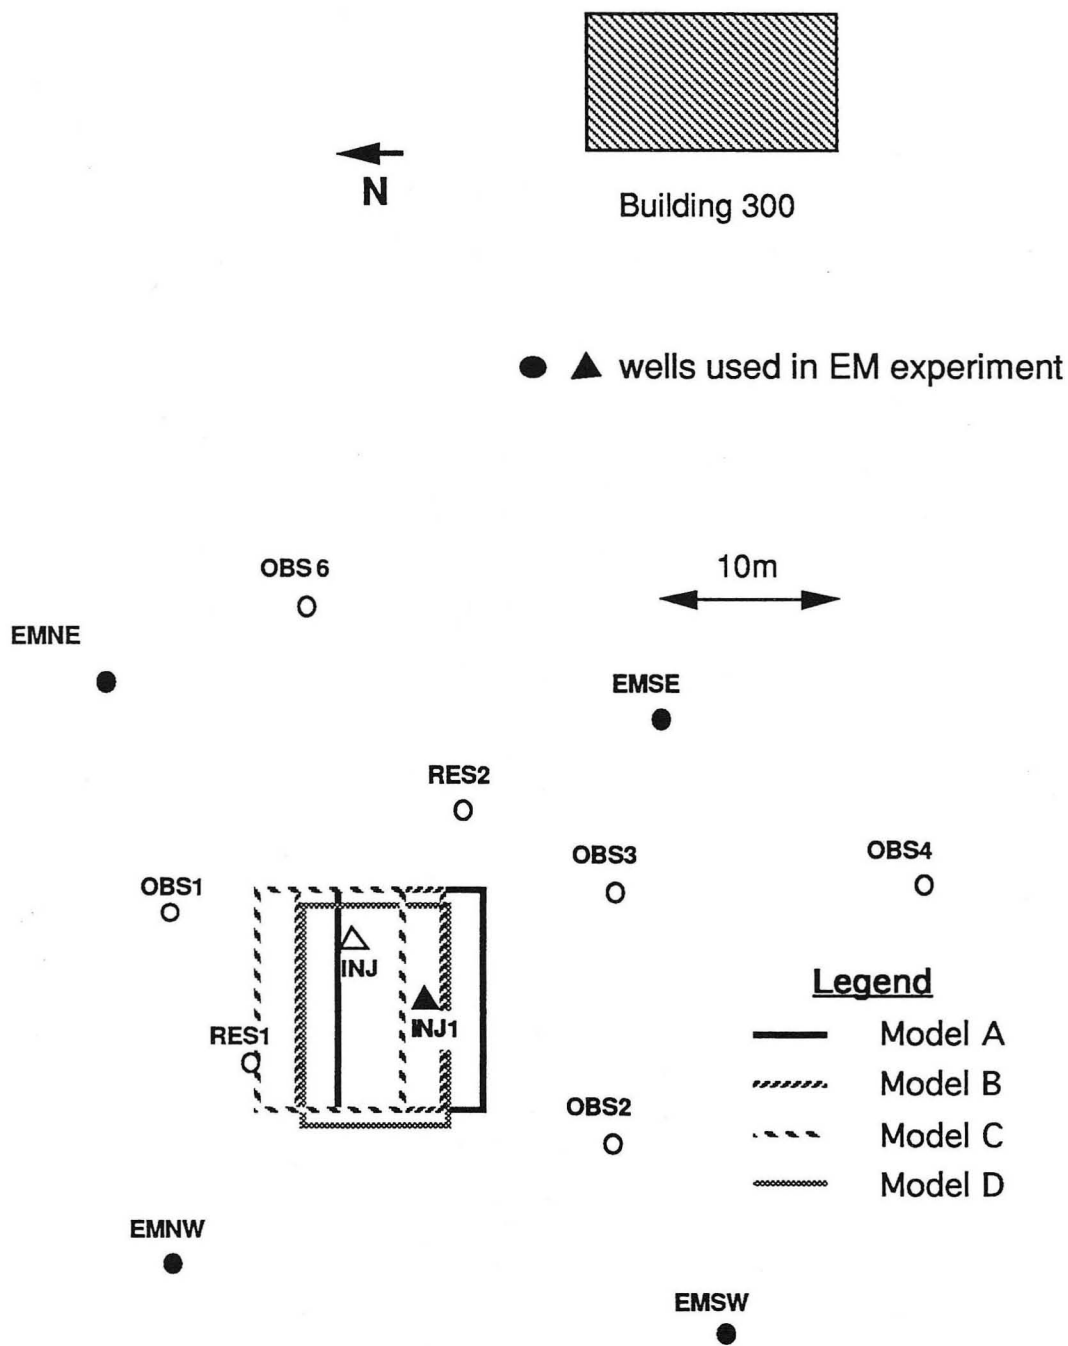 N
Building 300
wells used in EM experiment
OBS 6
10m
EMNE
EMSE
RES2
OBS3
OBS4
OBS1
INJ
Legend
INJ1
RES1
Model A
Model B
OBS2
Model C
Model D
EMNW
EMSW